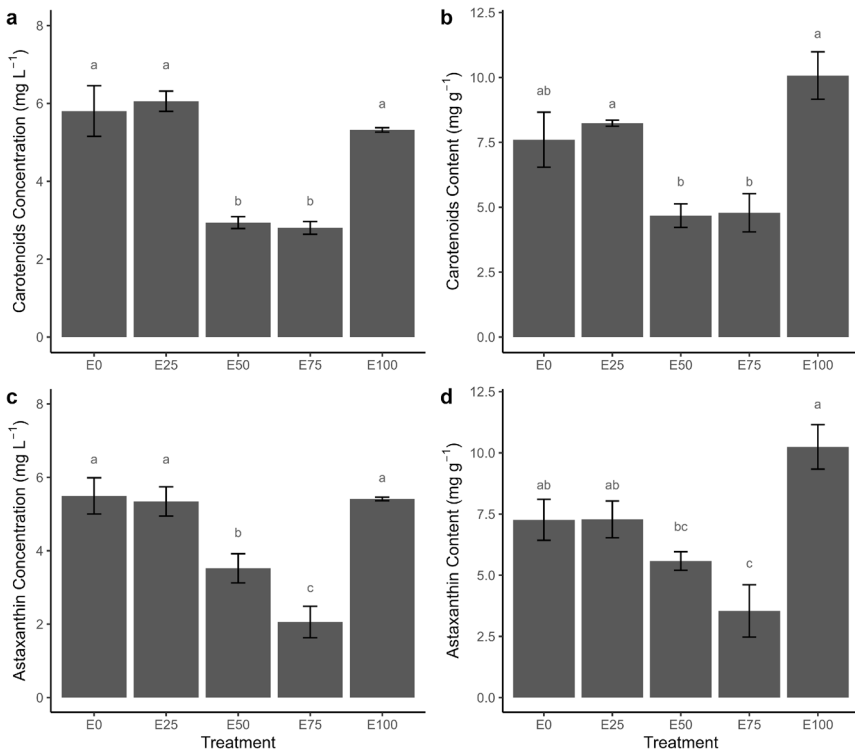 a
Carotenoids Concentration (mg L⁻¹)
8
6
4
2
0
a
a
b
b
a
E0 E25 E50 E75 E100
b
Carotenoids Content (mg g⁻¹)
12.5
10.0
7.5
5.0
2.5
0.0
ab
a
b
b
a
E0 E25 E50 E75 E100
c
Astaxanthin Concentration (mg L⁻¹)
8
6
4
2
0
a
a
b
c
a
E0 E25 E50 E75 E100
Treatment
d
Astaxanthin Content (mg g⁻¹)
12.5
10.0
7.5
5.0
2.5
0.0
ab
ab
bc
c
a
E0 E25 E50 E75 E100
Treatment